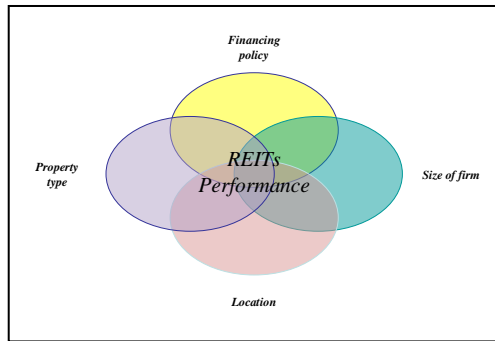 Financing
policy
Property
type
REITs
Performance
Size of firm
Location